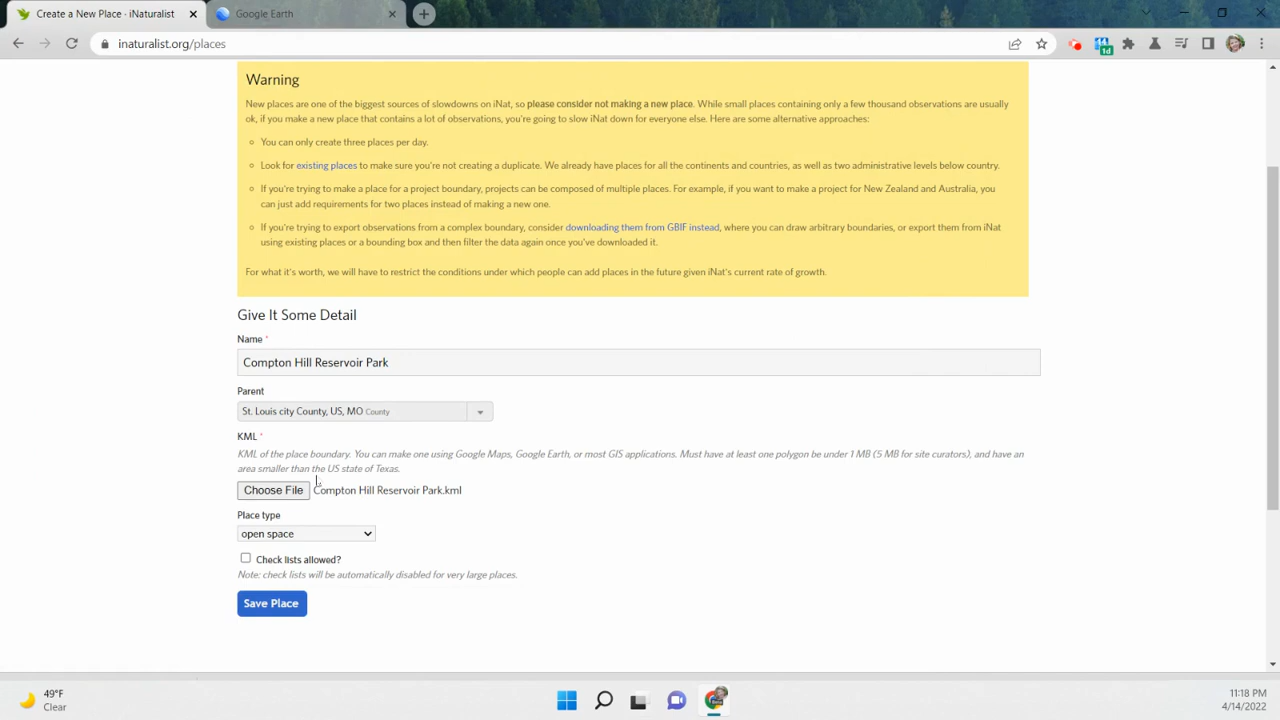 Create a New Place · iNaturalist
Google Earth
inaturalist.org/places
1d
Warning
New places are one of the biggest sources of slowdowns on iNat, so please consider not making a new place. While small places containing only a few thousand observations are usually
ok, if you make a new place that contains a lot of observations, you're going to slow iNat down for everyone else. Here are some alternative approaches:
You can only create three places per day.
Look for existing places to make sure you're not creating a duplicate. We already have places for all the continents and countries, as well as two administrative levels below country.
If you're trying to make a place for a project boundary, projects can be composed of multiple places. For example, if you want to make a project for New Zealand and Australia, you
can just add requirements for two places instead of making a new one.
If you're trying to export observations from a complex boundary, consider downloading them from GBIF instead, where you can draw arbitrary boundaries, or export them from iNat
using existing places or a bounding box and then filter the data again once you've downloaded it.
For what it's worth, we will have to restrict the conditions under which people can add places in the future given iNat's current rate of growth.
Give It Some Detail
Name *
Compton Hill Reservoir Park
Parent
St. Louis city County, US, MO County
KML *
KML of the place boundary. You can make one using Google Maps, Google Earth, or most GIS applications. Must have at least one polygon be under 1 MB (5 MB for site curators), and have an
area smaller than the US state of Texas.
Choose File Compton Hill Reservoir Park.kml
Place type
open space
Check lists allowed?
Note: check lists will be automatically disabled for very large places.
Save Place
49°F
Clear
11:18 PM
4/14/2022